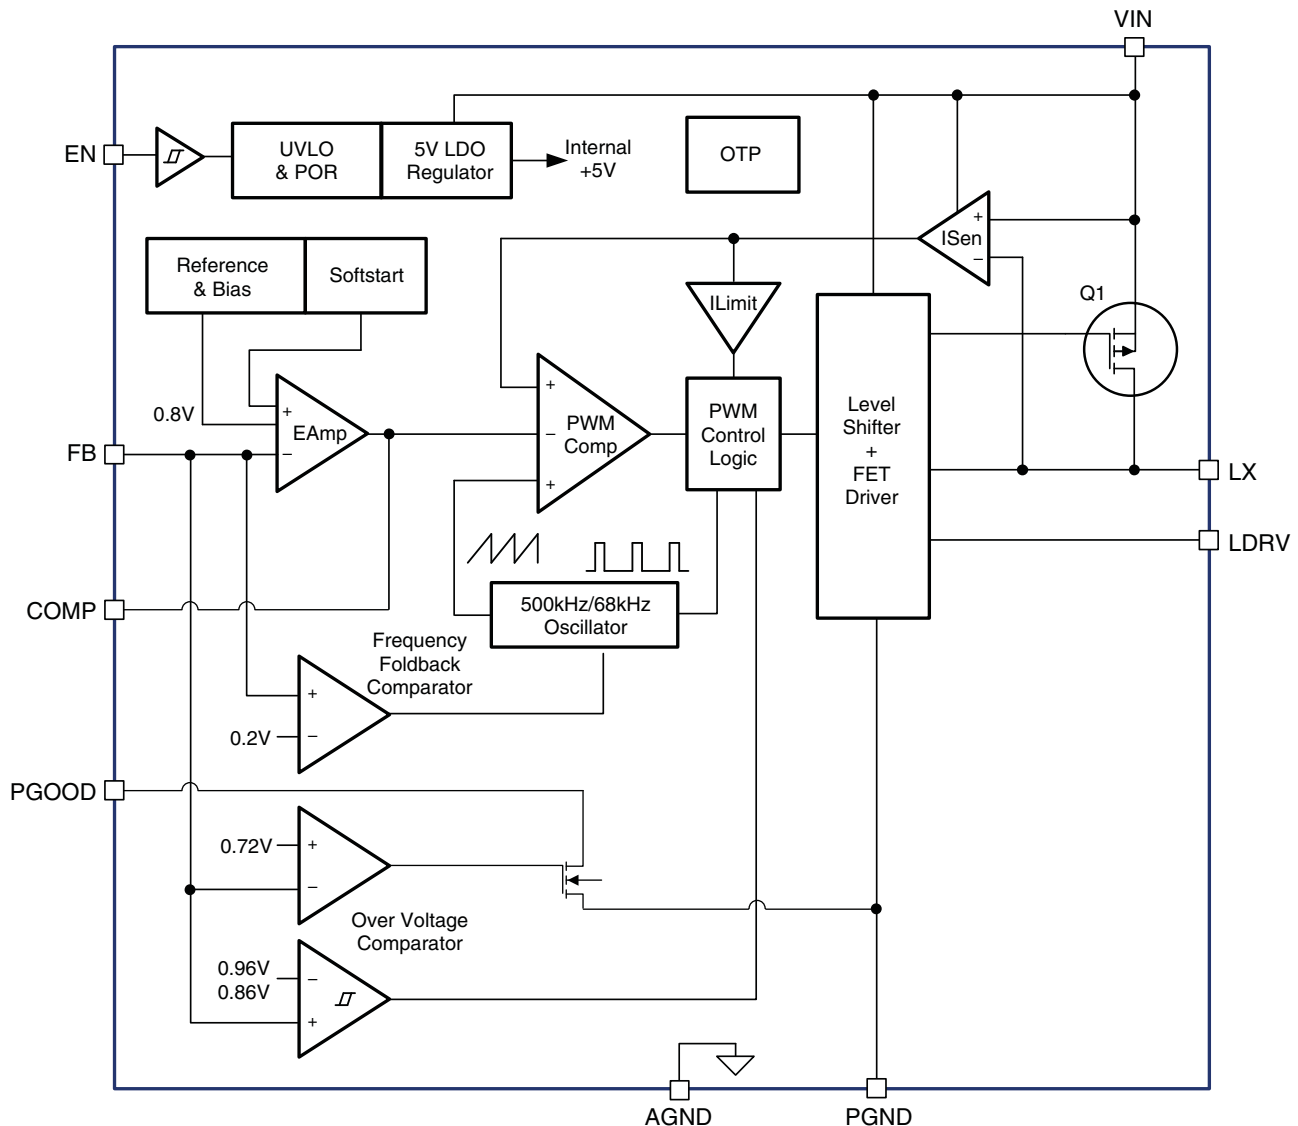 VIN
EN
UVLO
& POR
5V LDO
Regulator
Internal
+5V
OTP
+
ISen
–
Reference
& Bias
Softstart
ILimit
Q1
0.8V
+
EAmp
–
+
PWM
Comp
–
+
PWM
Control
Logic
Level
Shifter
+
FET
Driver
FB
LX
LDRV
500kHz/68kHz
Oscillator
COMP
Frequency
Foldback
Comparator
+
0.2V
–
PGOOD
0.72V
+
–
Over Voltage
Comparator
0.96V
0.86V
–
+
AGND
PGND